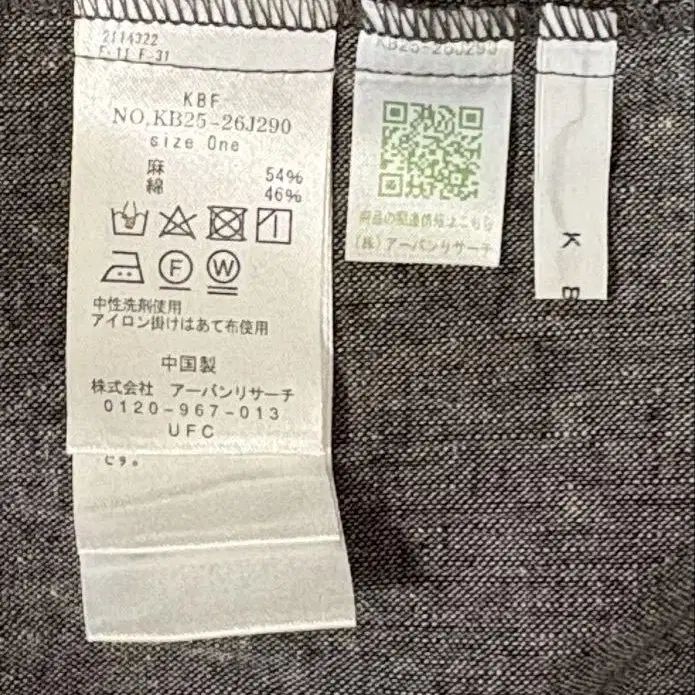 2114322
F-11 F-31
KBF
NO.KB25-26J290
size One
麻 54%
綿 46%
F
W
中性洗剤使用
アイロン掛けはあて布使用
中国製
株式会社 アーバンリサーチ
0120-967-013
UFC
です。
KB25-26J290
商品の関連情報はこちら
(株)アーバンリサーチ
K B